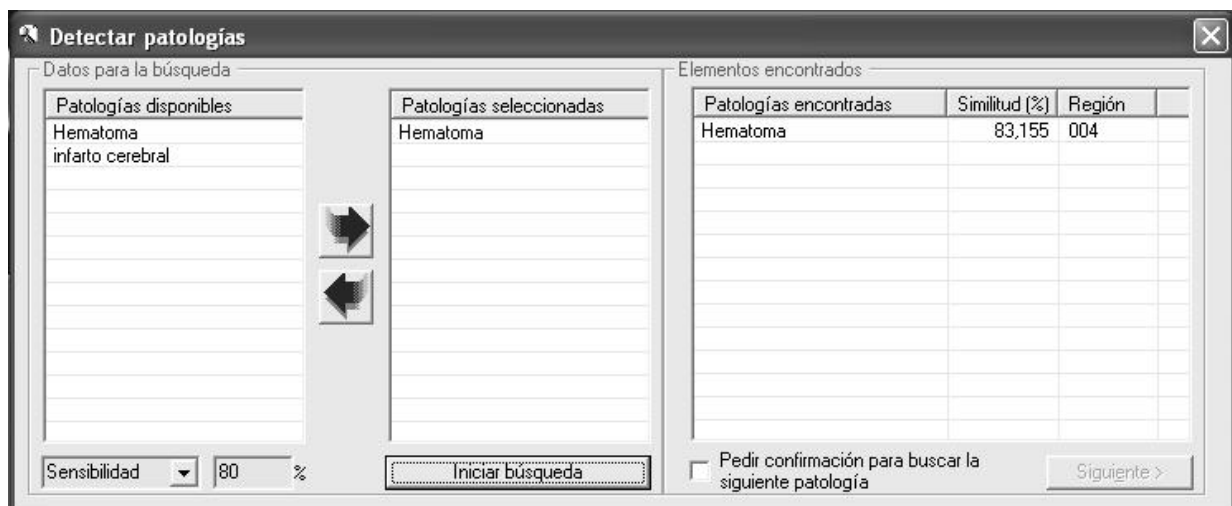 Detectar patologías
Datos para la búsqueda
Patologías disponibles
Hematoma
infarto cerebral
Patologías seleccionadas
Hematoma
Sensibilidad
80
%
Iniciar búsqueda
Elementos encontrados
Patologías encontradas Similitud (%) Región
Hematoma 83,155 004
Pedir confirmación para buscar la
siguiente patología
Siguiente >